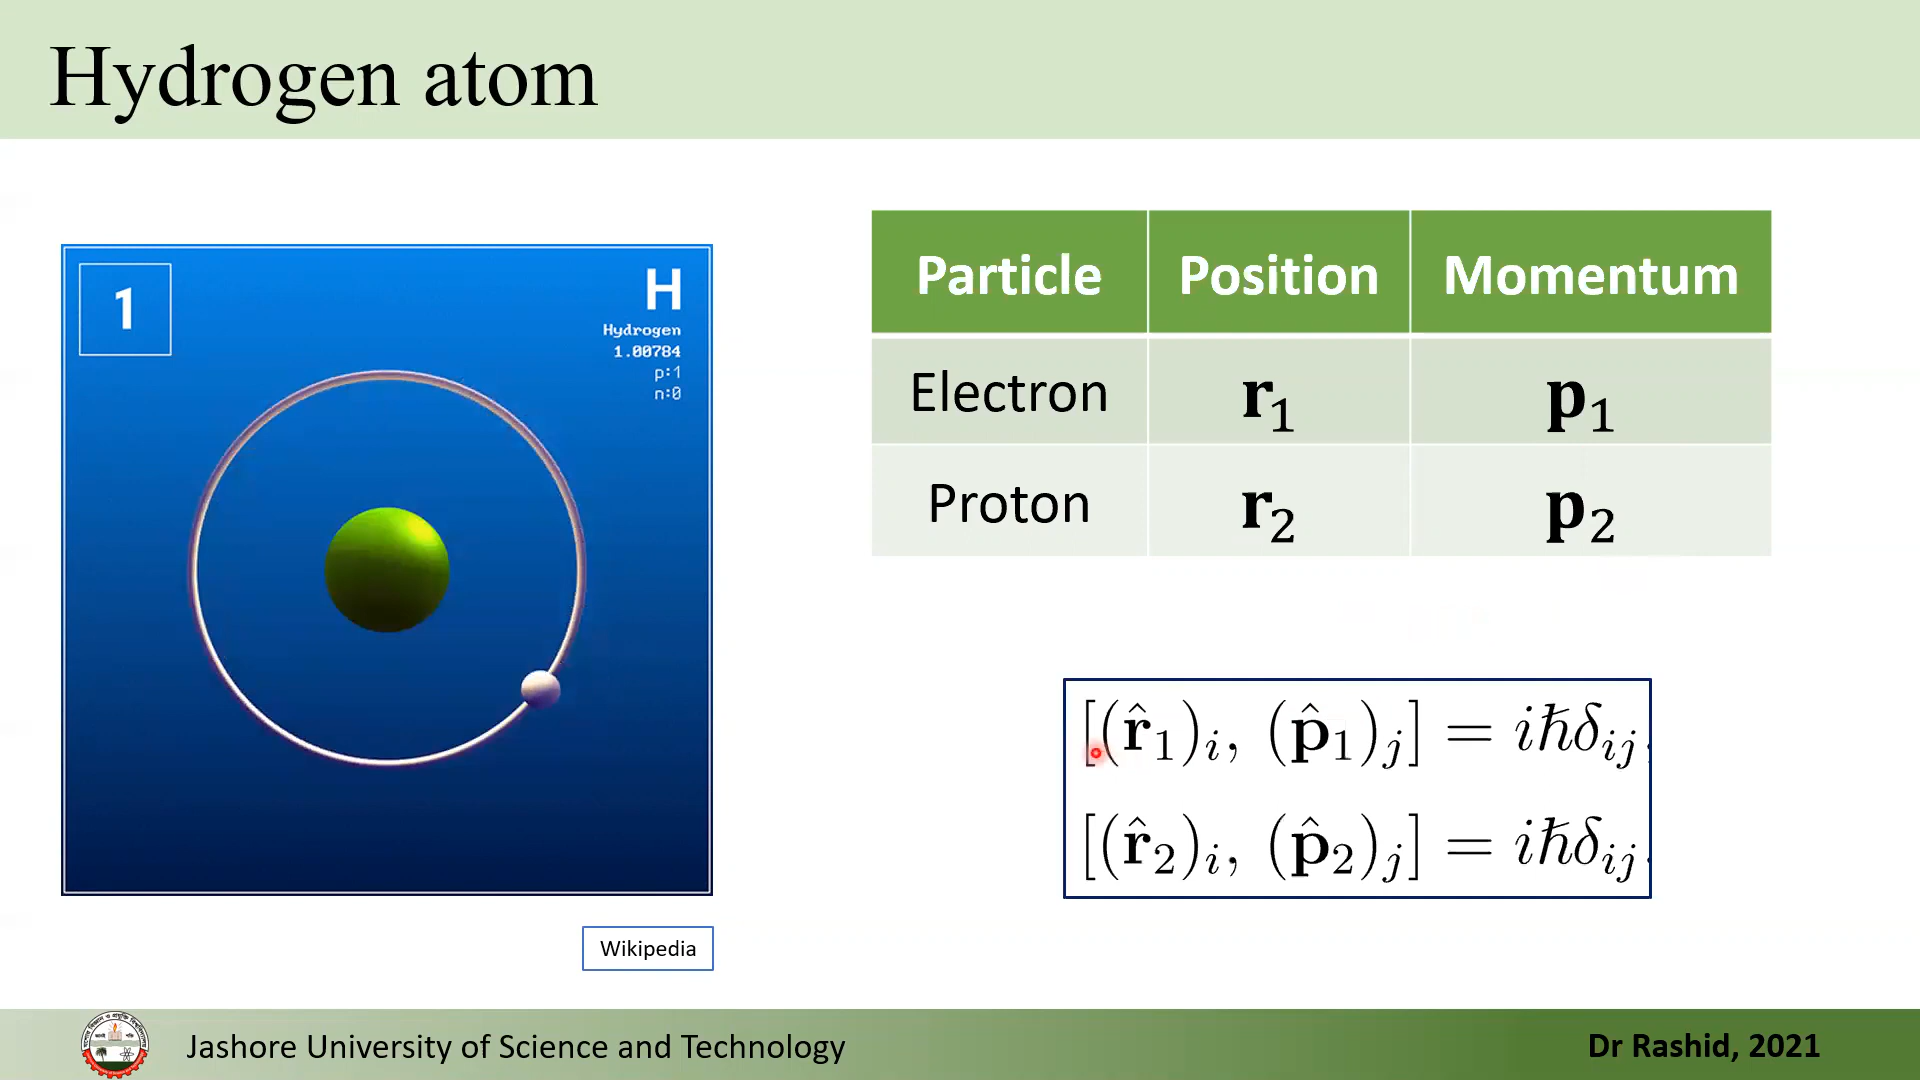 Hydrogen atom
1
H
Hydrogen
1.00784
p:1
n:0
Wikipedia
Particle Position Momentum
Electron r₁ p₁
Proton r₂ p₂
[(r̂₁)ᵢ, (p̂₁)ⱼ] = iℏδᵢⱼ,
[(r̂₂)ᵢ, (p̂₂)ⱼ] = iℏδᵢⱼ.
Jashore University of Science and Technology
Dr Rashid, 2021